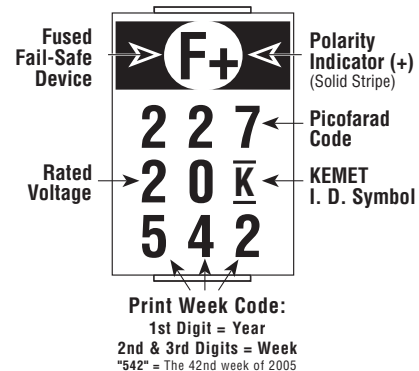 Fused
Fail-Safe
Device
F+
Polarity
Indicator (+)
(Solid Stripe)
2 2 7
Picofarad
Code
Rated
Voltage
2 0 K
KEMET
I. D. Symbol
5 4 2
Print Week Code:
1st Digit = Year
2nd & 3rd Digits = Week
"542" = The 42nd week of 2005